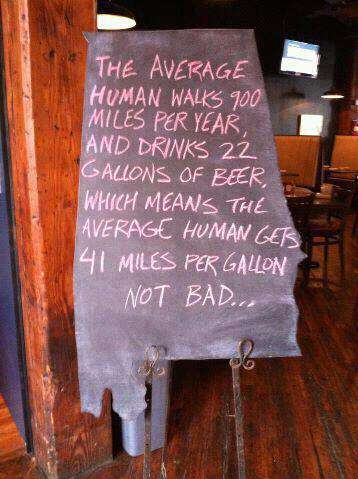 THE AVERAGE
HUMAN WALKS 900
MILES PER YEAR,
AND DRINKS 22
GALLONS OF BEER,
WHICH MEANS THE
AVERAGE HUMAN GETS
41 MILES PER GALLON
NOT BAD...